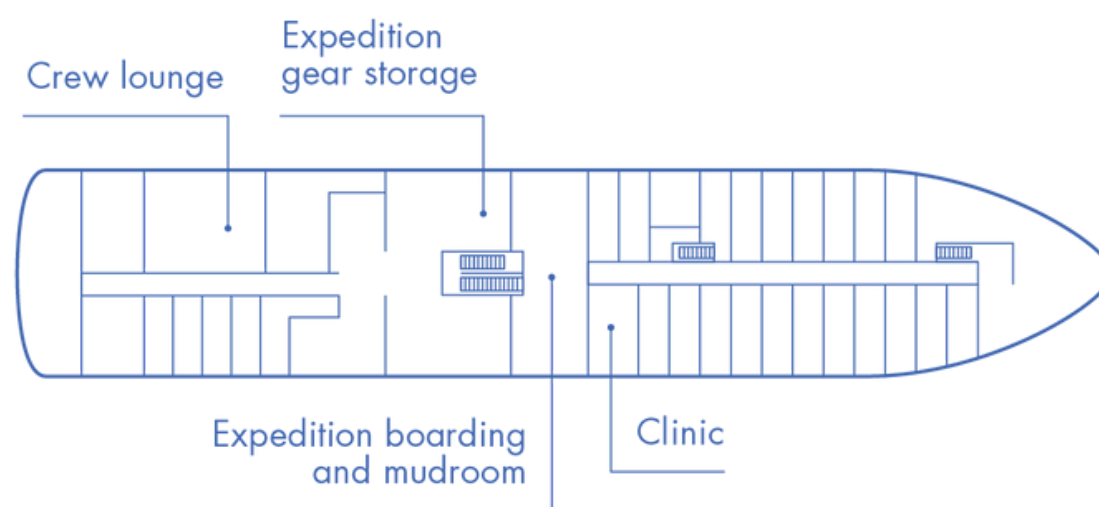 Expedition
gear storage
Crew lounge
Expedition boarding
and mudroom
Clinic